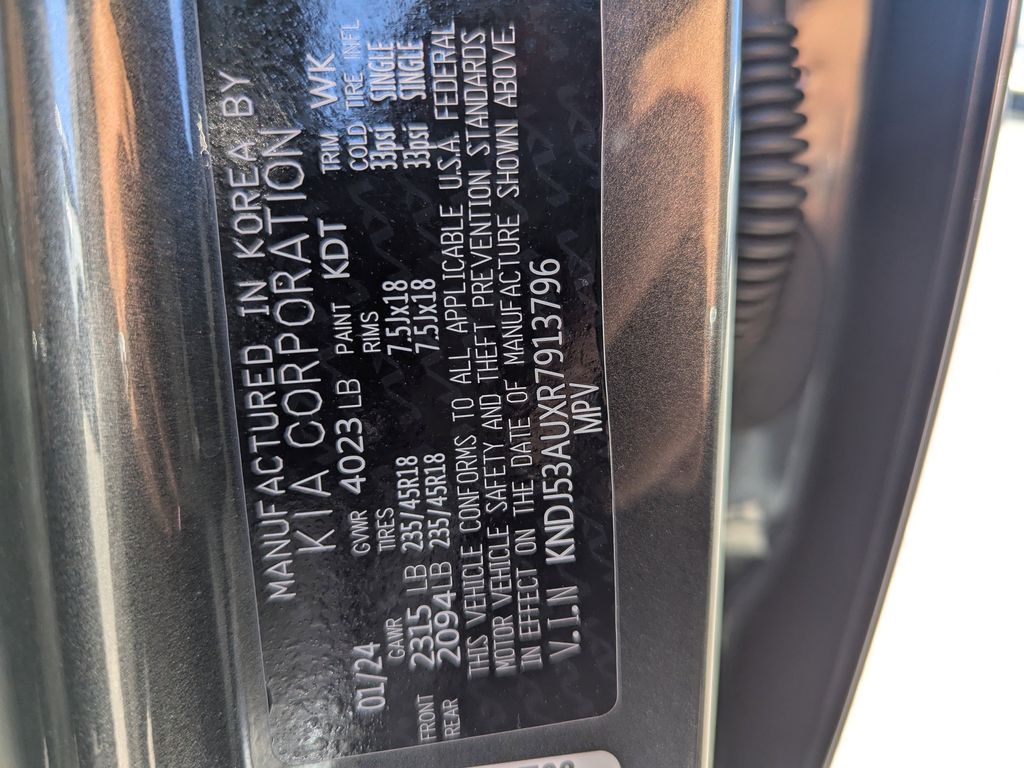 MANUFACTURED IN KOREA BY
KIA CORPORATION
01/24 GVWR 4023 LB PAINT KDT TRIM WK
GAWR TIRES RIMS COLD TIRE INFL
FRONT 2315 LB 235/45R18 7.5Jx18 33psi SINGLE
REAR 2094 LB 235/45R18 7.5Jx18 33psi SINGLE
THIS VEHICLE CONFORMS TO ALL APPLICABLE U.S.A. FEDERAL
MOTOR VEHICLE SAFETY AND THEFT PREVENTION STANDARDS
IN EFFECT ON THE DATE OF MANUFACTURE SHOWN ABOVE.
V.I.N KNDJ53AUXR7913796
MPV